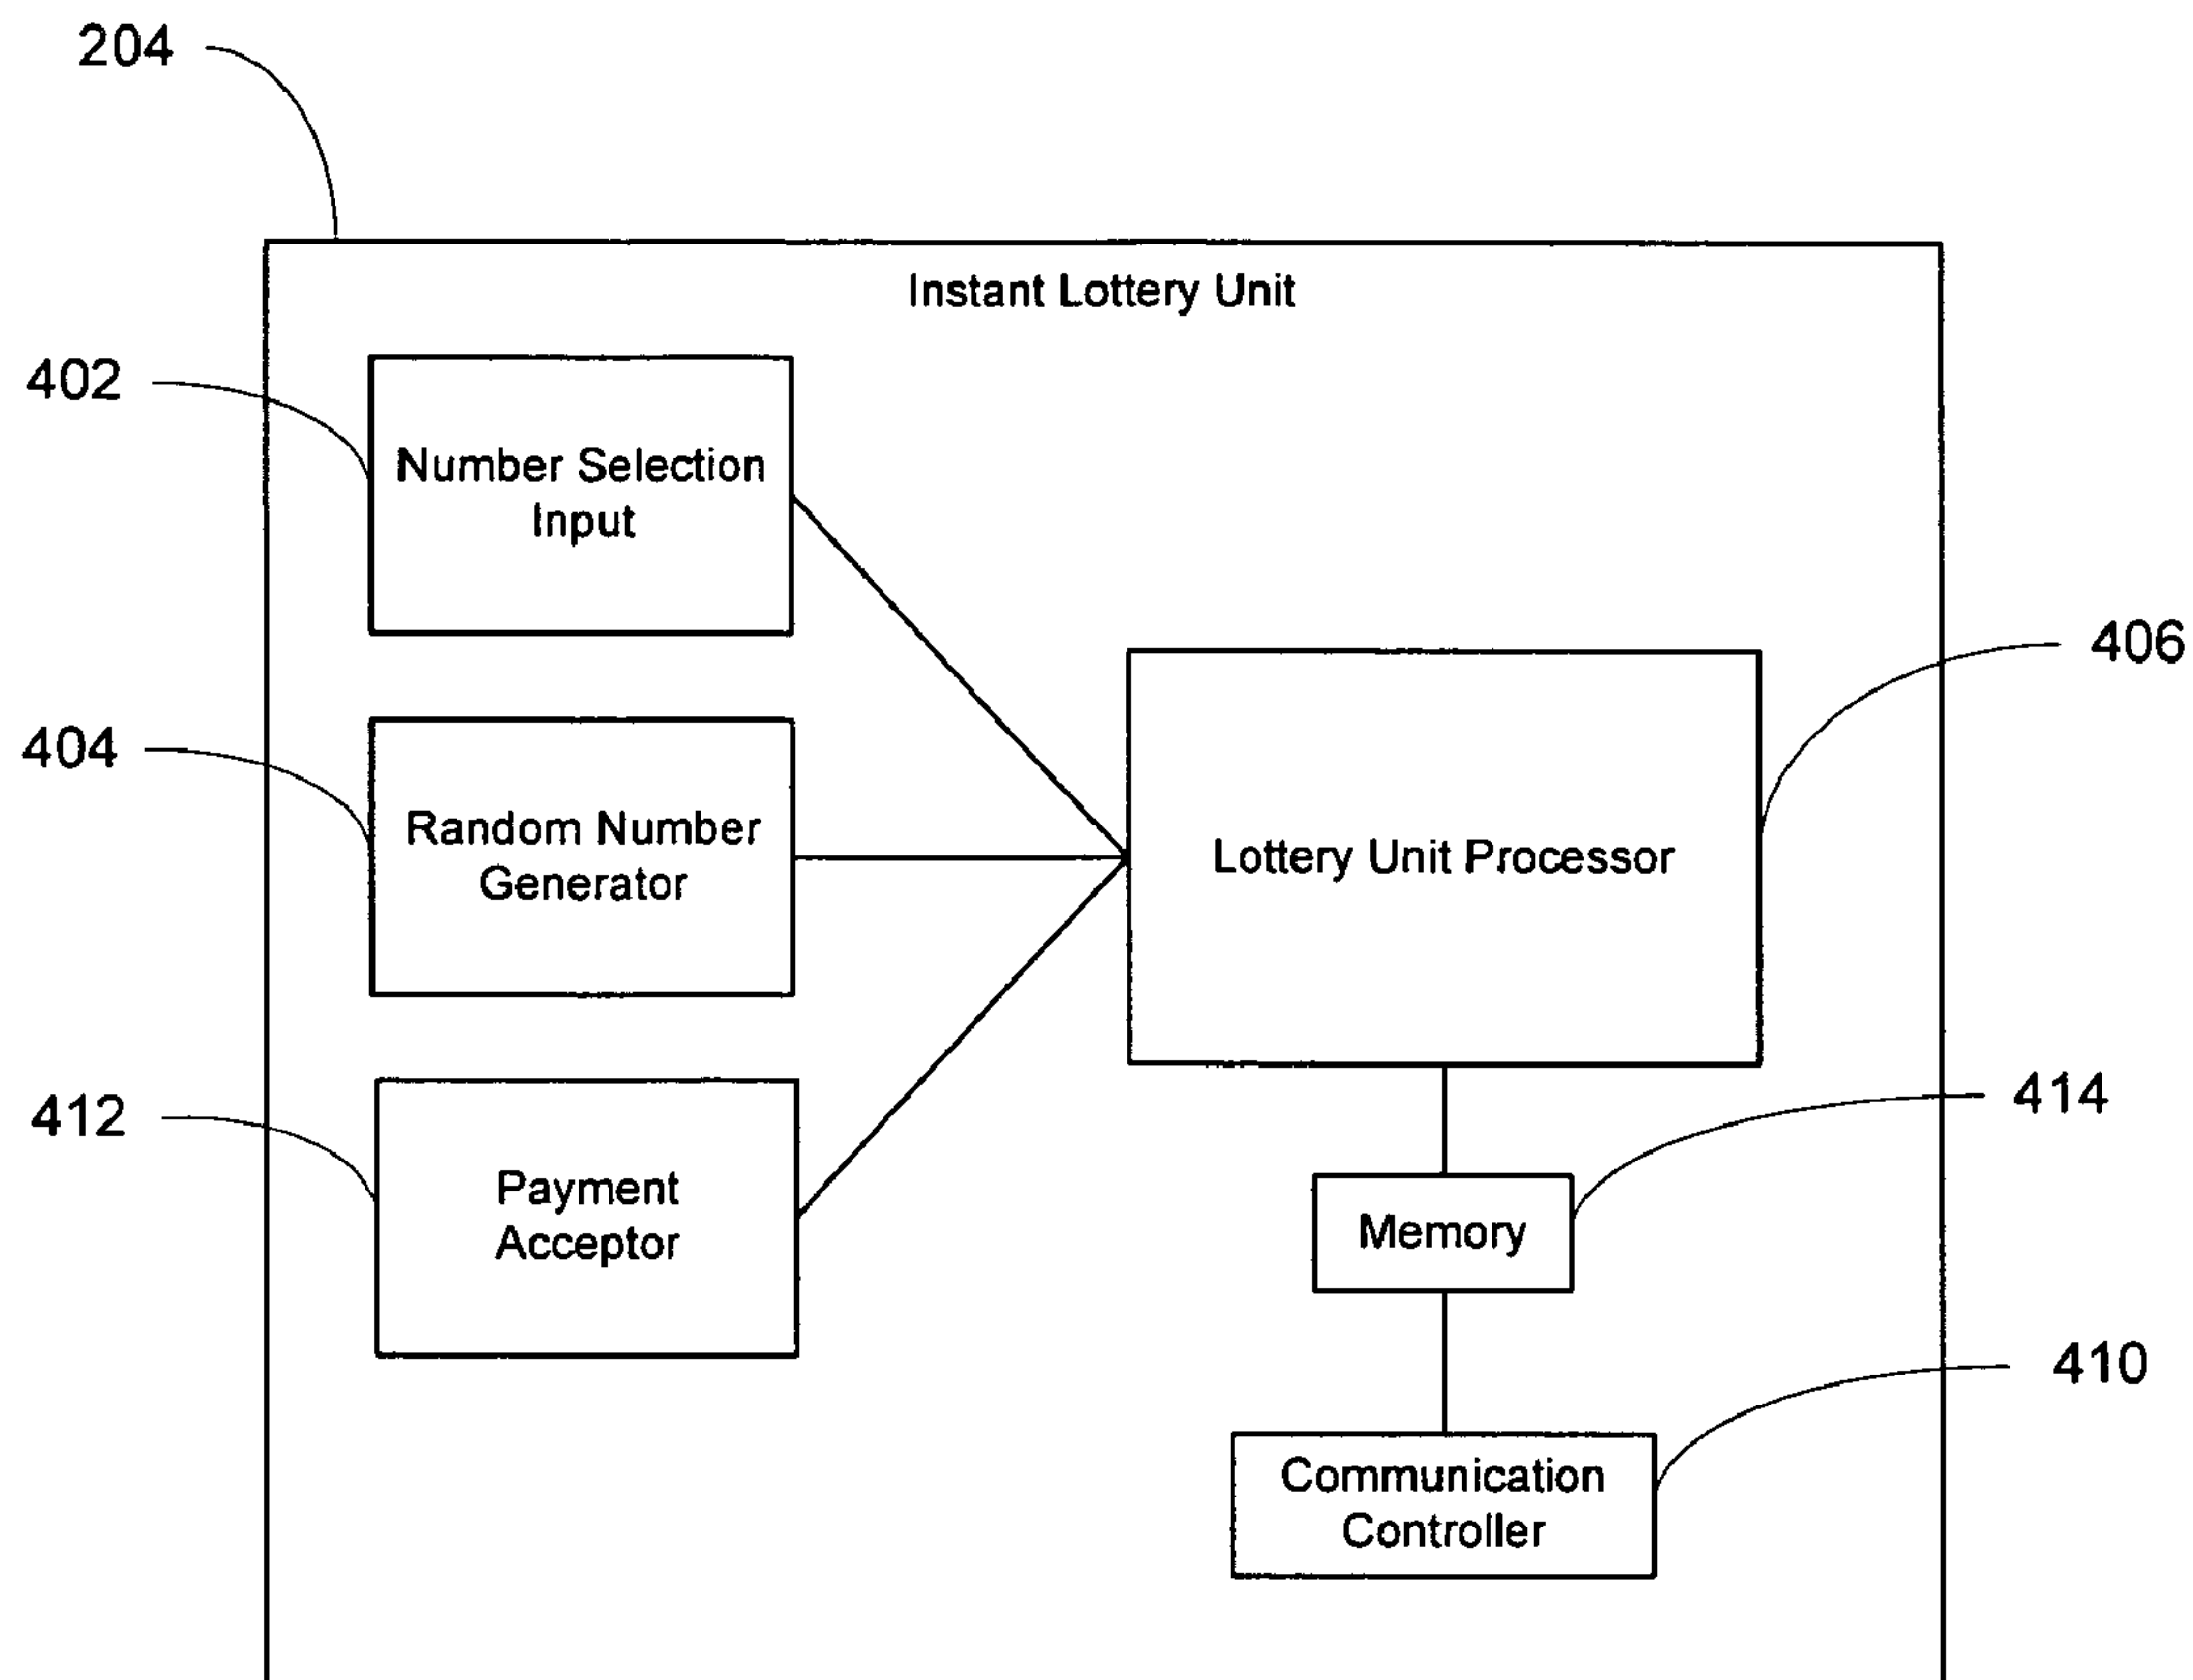 204
Instant Lottery Unit
402
Number Selection
Input
404
Random Number
Generator
406
Lottery Unit Processor
412
Payment
Acceptor
414
Memory
410
Communication
Controller